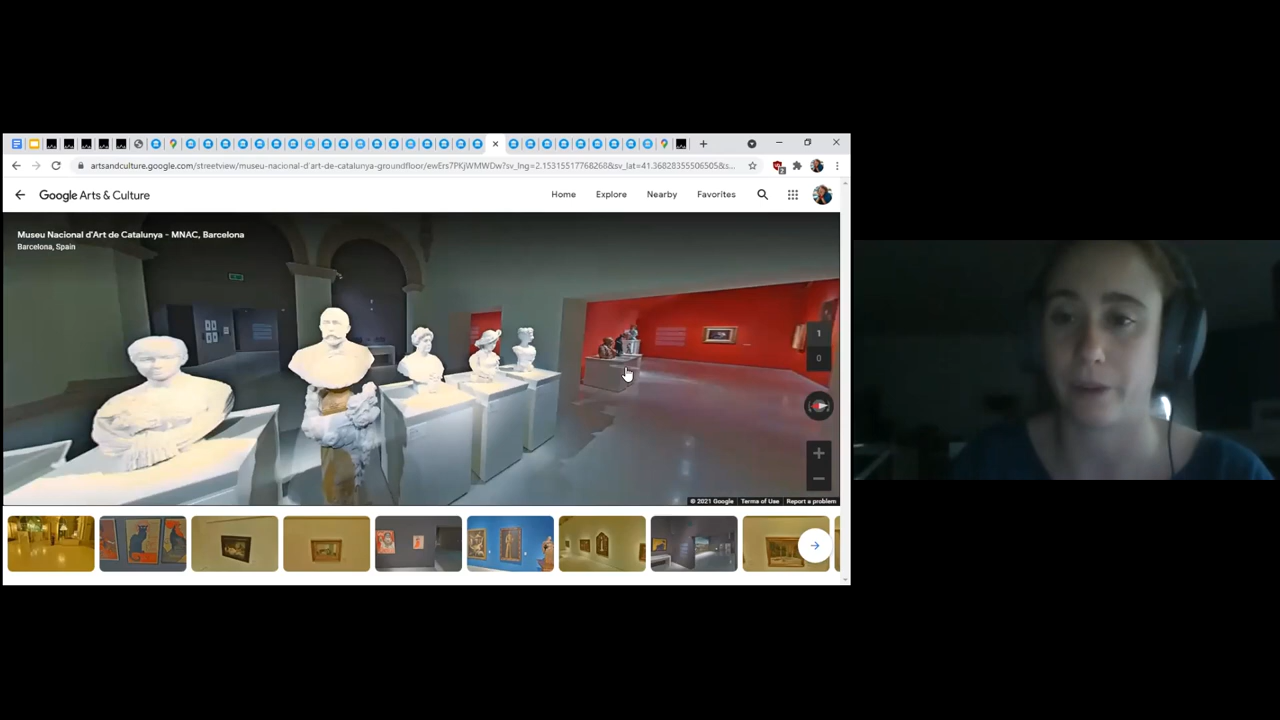 artsandculture.google.com/streetview/museu-nacional-d'art-de-catalunya-groundfloor/ewErs7PKjWMWDw?sv_lng=2.15315517768268&sv_lat=41.36828355506505&s...
Google Arts & Culture
Home
Explore
Nearby
Favorites
Museu Nacional d'Art de Catalunya - MNAC, Barcelona
Barcelona, Spain
1
0
© 2021 Google
Terms of Use
Report a problem